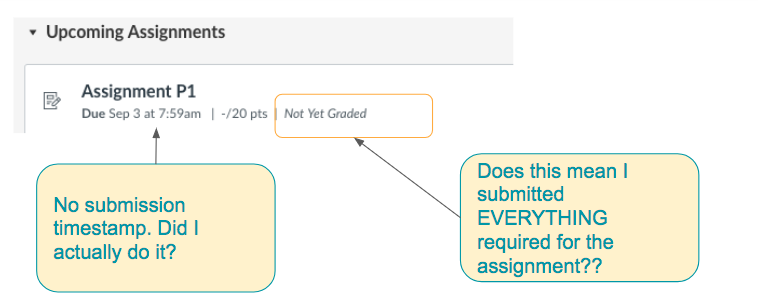 Upcoming Assignments
Assignment P1
Due Sep 3 at 7:59am | -/20 pts | Not Yet Graded
No submission
timestamp. Did I
actually do it?
Does this mean I
submitted
EVERYTHING
required for the
assignment??